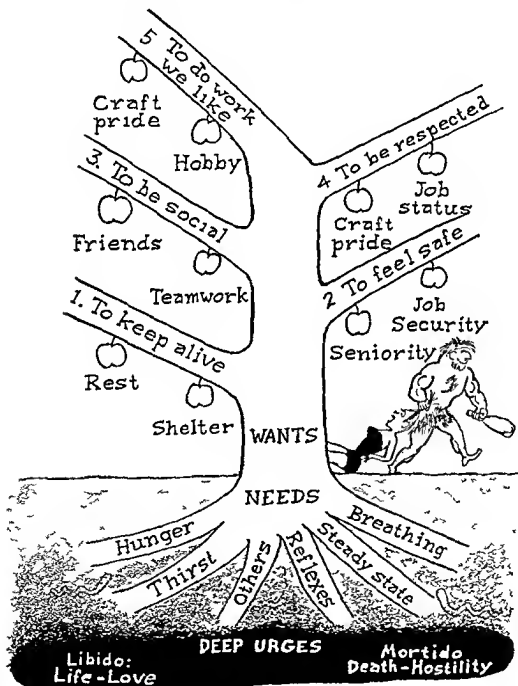 5 To do work
we like
Craft
pride
Hobby
4 To be respected
Job
status
Craft
pride
3. To be social
Friends
Teamwork
2 To feel safe
Job
Security
Seniority
1. To keep alive
Rest
Shelter
WANTS
NEEDS
Hunger
Thirst
Others
Reflexes
Steady state
Breathing
DEEP URGES
Libido:
Life-Love
Mortido
Death-Hostility